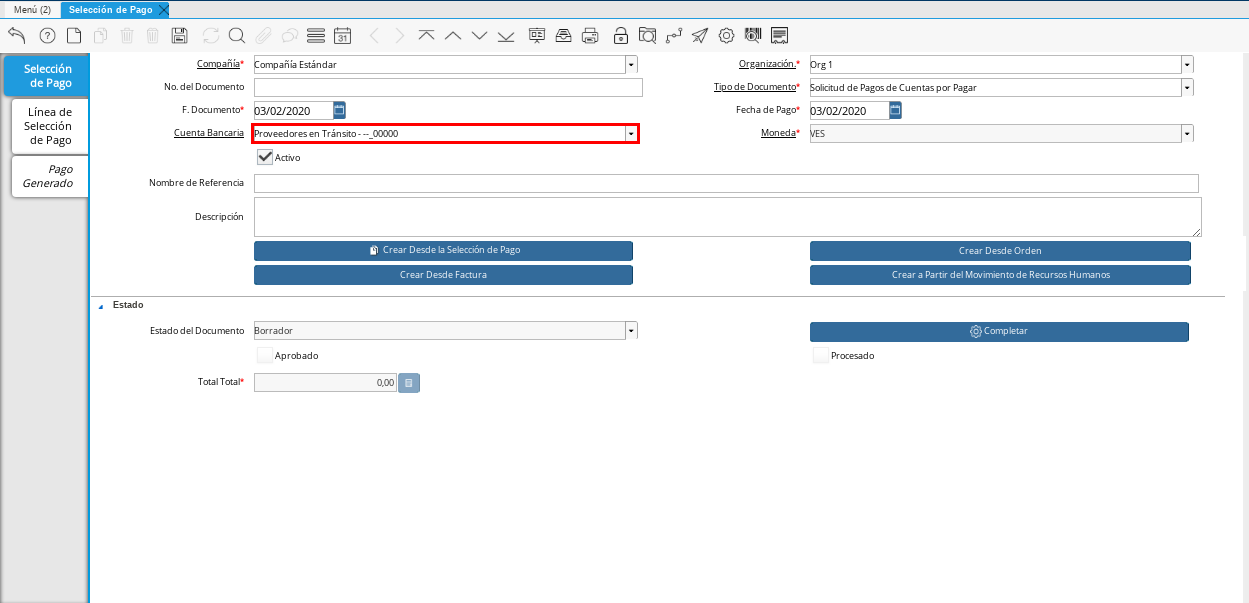 Menú (2)
Selección de Pago
31
Selección de Pago
Línea de Selección de Pago
Pago Generado
Compañía* Compañía Estándar
Organización.* Org 1
No. del Documento
Tipo de Documento* Solicitud de Pagos de Cuentas por Pagar
F. Documento* 03/02/2020
Fecha de Pago* 03/02/2020
Cuenta Bancaria Proveedores en Tránsito - --_00000
Moneda* VES
Activo
Nombre de Referencia
Descripción
Crear Desde la Selección de Pago
Crear Desde Orden
Crear Desde Factura
Crear a Partir del Movimiento de Recursos Humanos
Estado
Estado del Documento Borrador
Completar
Aprobado
Procesado
Total Total* 0,00